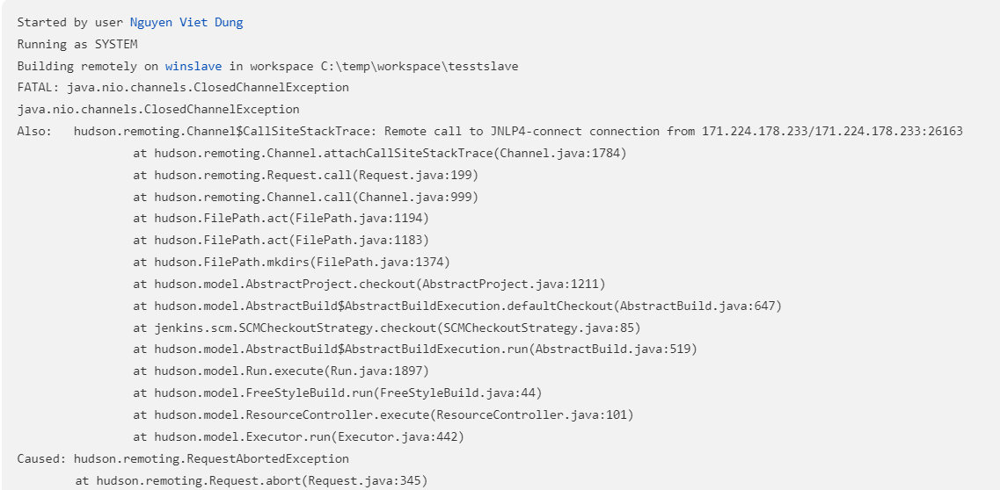 Started by user Nguyen Viet Dung
Running as SYSTEM
Building remotely on winslave in workspace C:\temp\workspace\tesstslave
FATAL: java.nio.channels.ClosedChannelException
java.nio.channels.ClosedChannelException
Also:   hudson.remoting.Channel$CallSiteStackTrace: Remote call to JNLP4-connect connection from 171.224.178.233/171.224.178.233:26163
at hudson.remoting.Channel.attachCallSiteStackTrace(Channel.java:1784)
at hudson.remoting.Request.call(Request.java:199)
at hudson.remoting.Channel.call(Channel.java:999)
at hudson.FilePath.act(FilePath.java:1194)
at hudson.FilePath.act(FilePath.java:1183)
at hudson.FilePath.mkdirs(FilePath.java:1374)
at hudson.model.AbstractProject.checkout(AbstractProject.java:1211)
at hudson.model.AbstractBuild$AbstractBuildExecution.defaultCheckout(AbstractBuild.java:647)
at jenkins.scm.SCMCheckoutStrategy.checkout(SCMCheckoutStrategy.java:85)
at hudson.model.AbstractBuild$AbstractBuildExecution.run(AbstractBuild.java:519)
at hudson.model.Run.execute(Run.java:1897)
at hudson.model.FreeStyleBuild.run(FreeStyleBuild.java:44)
at hudson.model.ResourceController.execute(ResourceController.java:101)
at hudson.model.Executor.run(Executor.java:442)
Caused: hudson.remoting.RequestAbortedException
at hudson.remoting.Request.abort(Request.java:345)